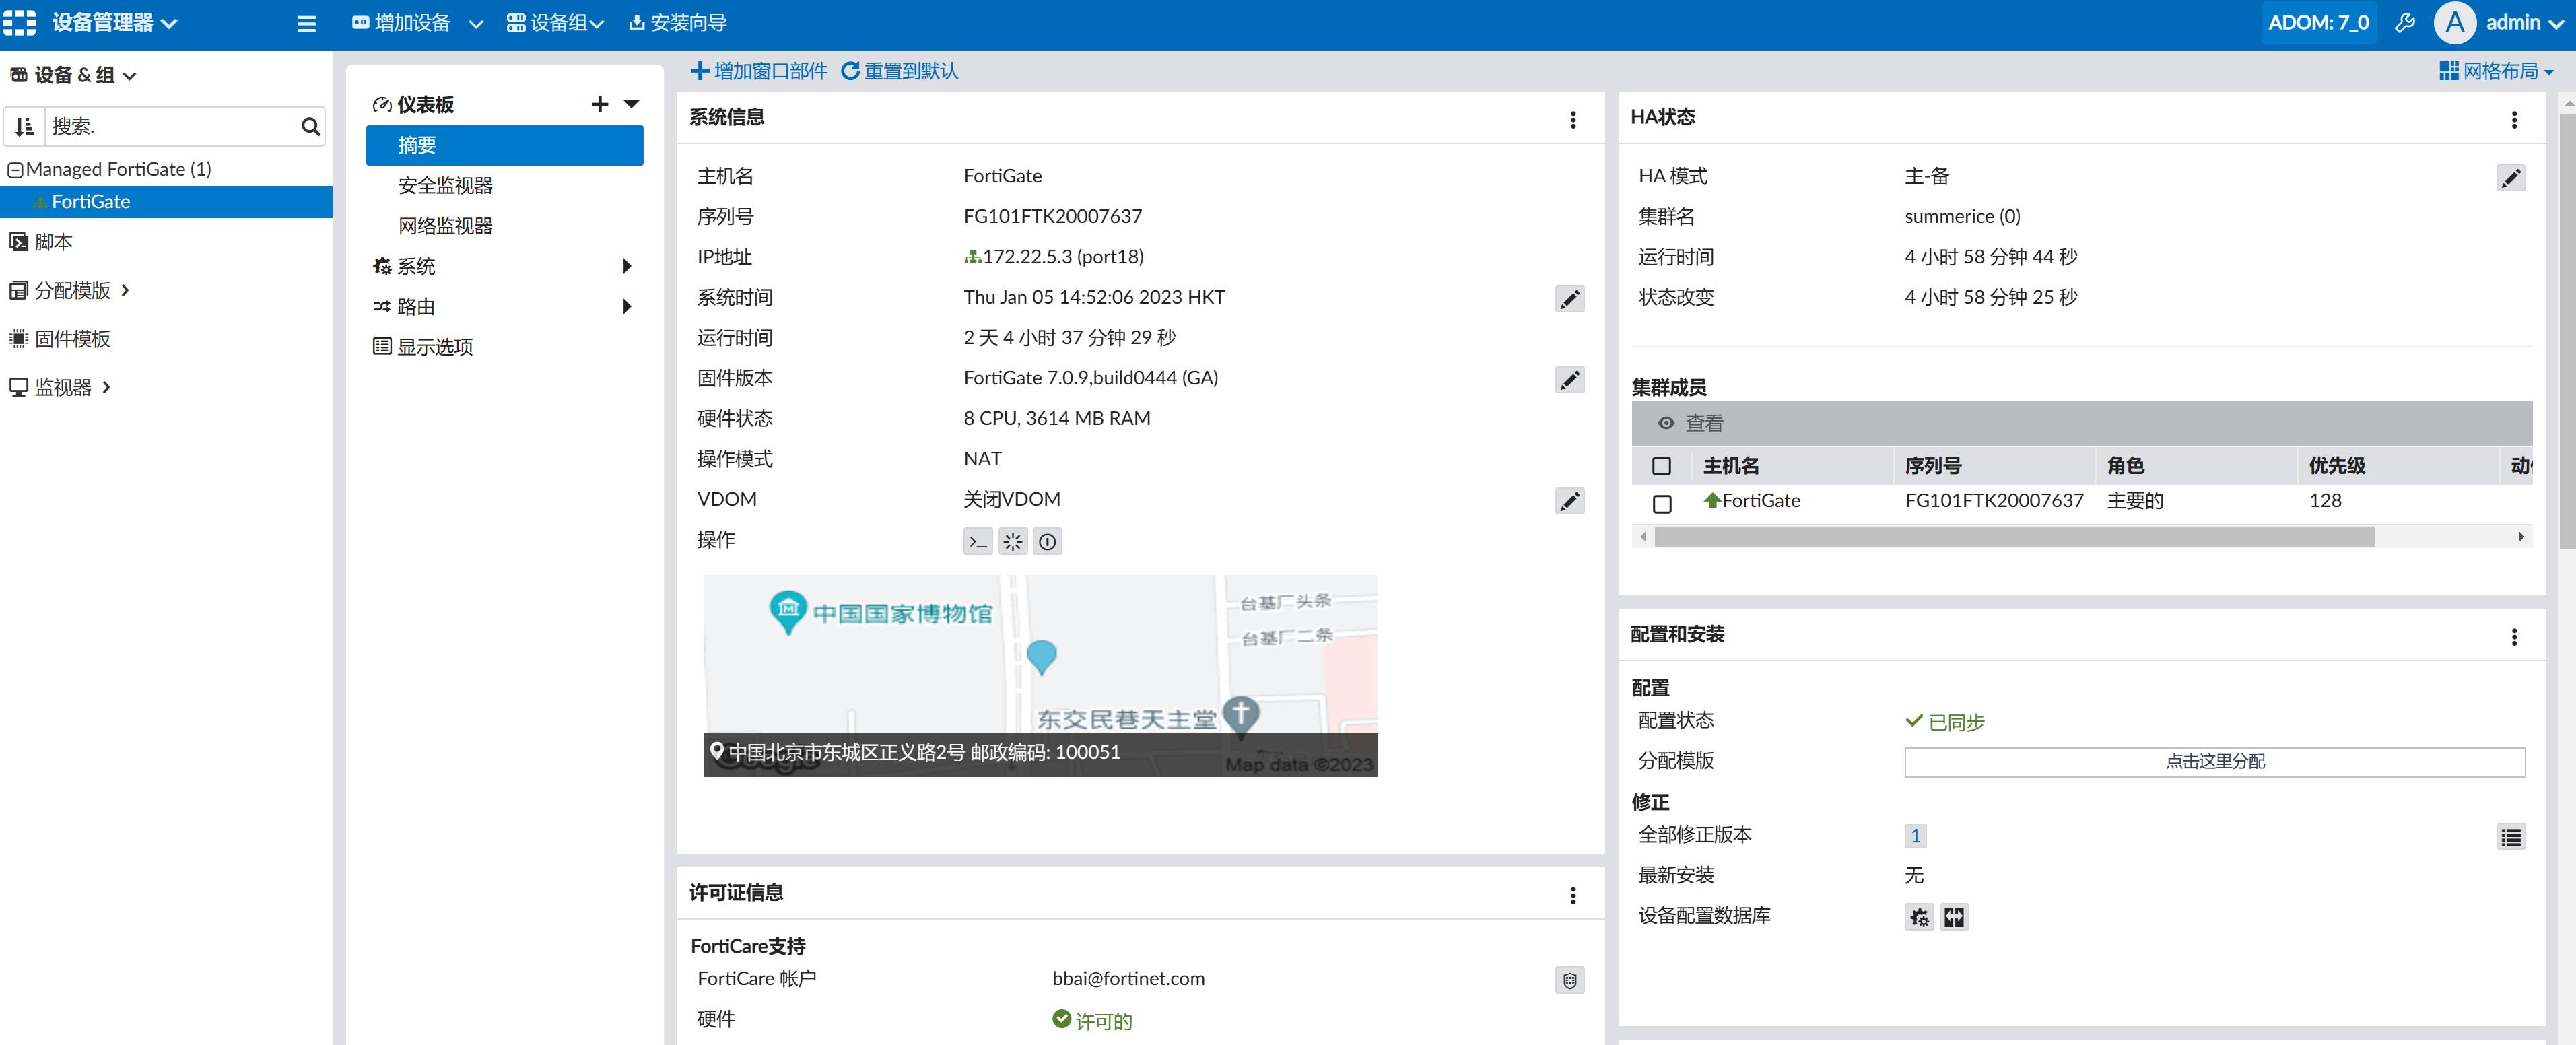 设备管理器
增加设备
设备组
安装向导
ADOM: 7_0
A
admin
设备 & 组
搜索.
Managed FortiGate (1)
FortiGate
脚本
分配模版
固件模板
监视器
仪表板
摘要
安全监视器
网络监视器
系统
路由
显示选项
增加窗口部件
重置到默认
网格布局
系统信息
主机名 FortiGate
序列号 FG101FTK20007637
IP地址 172.22.5.3 (port18)
系统时间 Thu Jan 05 14:52:06 2023 HKT
运行时间 2 天 4 小时 37 分钟 29 秒
固件版本 FortiGate 7.0.9,build0444 (GA)
硬件状态 8 CPU, 3614 MB RAM
操作模式 NAT
VDOM 关闭VDOM
操作
中国国家博物馆
台基厂头条
台基厂二条
东交民巷天主堂
中国北京市东城区正义路2号 邮政编码: 100051
Map data ©2023
许可证信息
FortiCare支持
FortiCare 帐户 bbai@fortinet.com
硬件 许可的
HA状态
HA 模式 主-备
集群名 summerice (0)
运行时间 4 小时 58 分钟 44 秒
状态改变 4 小时 58 分钟 25 秒
集群成员
查看
主机名 序列号 角色 优先级
FortiGate FG101FTK20007637 主要的 128
配置和安装
配置
配置状态 已同步
分配模版 点击这里分配
修正
全部修正版本 1
最新安装 无
设备配置数据库